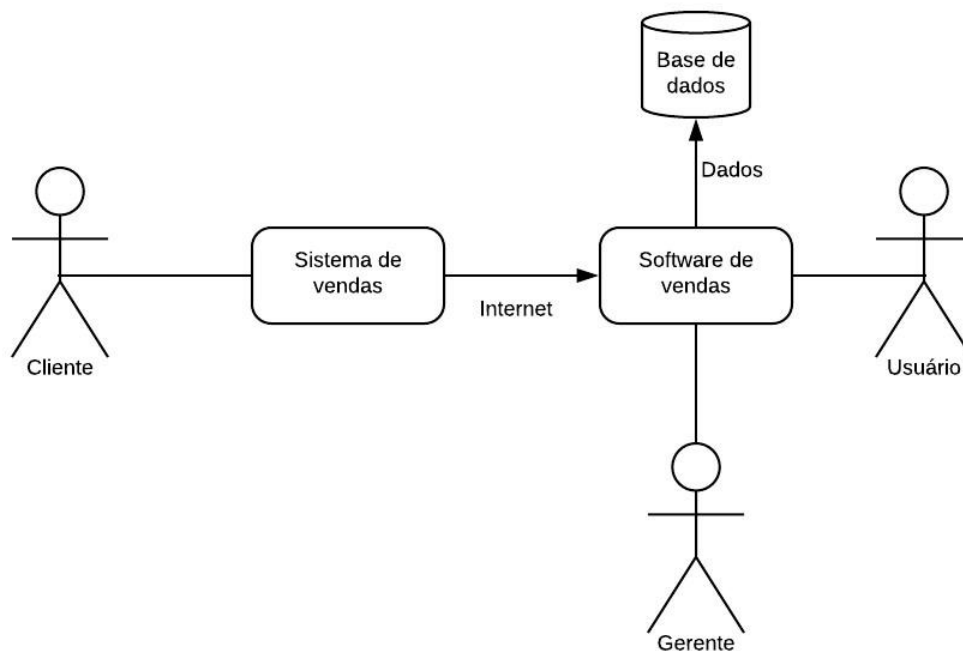 Base de
dados
Dados
Sistema de
vendas
Software de
vendas
Internet
Cliente
Usuário
Gerente